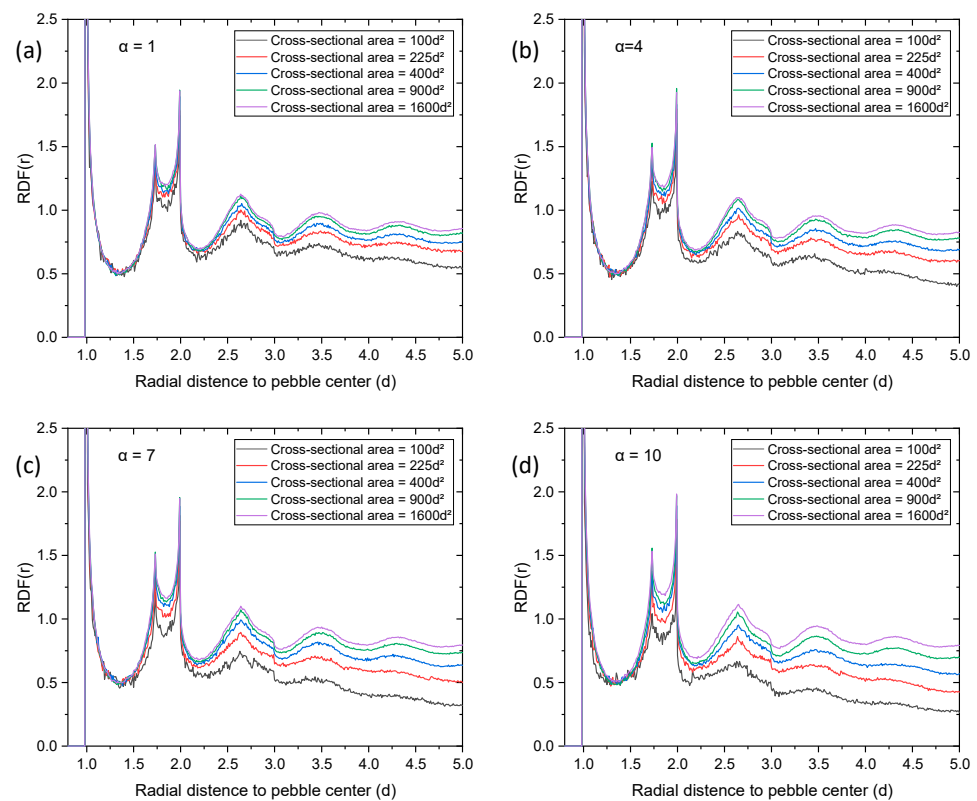 (a)
α = 1
Cross-sectional area = 100d²
Cross-sectional area = 225d²
Cross-sectional area = 400d²
Cross-sectional area = 900d²
Cross-sectional area = 1600d²
RDF(r)
2.5
2.0
1.5
1.0
0.5
0.0
1.0 1.5 2.0 2.5 3.0 3.5 4.0 4.5 5.0
Radial distence to pebble center (d)
(b)
α=4
Cross-sectional area = 100d²
Cross-sectional area = 225d²
Cross-sectional area = 400d²
Cross-sectional area = 900d²
Cross-sectional area = 1600d²
RDF(r)
2.5
2.0
1.5
1.0
0.5
0.0
1.0 1.5 2.0 2.5 3.0 3.5 4.0 4.5 5.0
Radial distence to pebble center (d)
(c)
α = 7
Cross-sectional area = 100d²
Cross-sectional area = 225d²
Cross-sectional area = 400d²
Cross-sectional area = 900d²
Cross-sectional area = 1600d²
RDF(r)
2.5
2.0
1.5
1.0
0.5
0.0
1.0 1.5 2.0 2.5 3.0 3.5 4.0 4.5 5.0
Radial distence to pebble center (d)
(d)
α = 10
Cross-sectional area = 100d²
Cross-sectional area = 225d²
Cross-sectional area = 400d²
Cross-sectional area = 900d²
Cross-sectional area = 1600d²
RDF(r)
2.5
2.0
1.5
1.0
0.5
0.0
1.0 1.5 2.0 2.5 3.0 3.5 4.0 4.5 5.0
Radial distence to pebble center (d)